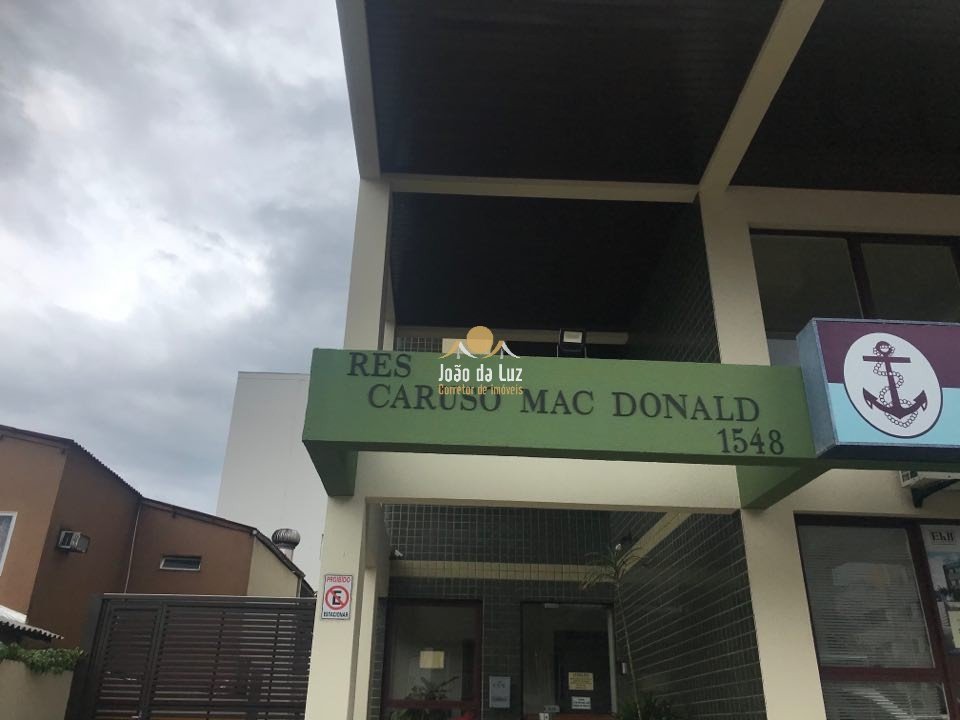 RES
CARUSO MAC DONALD
1548
João da Luz
Corretor de imóveis
PROIBIDO
E
ESTACIONAR